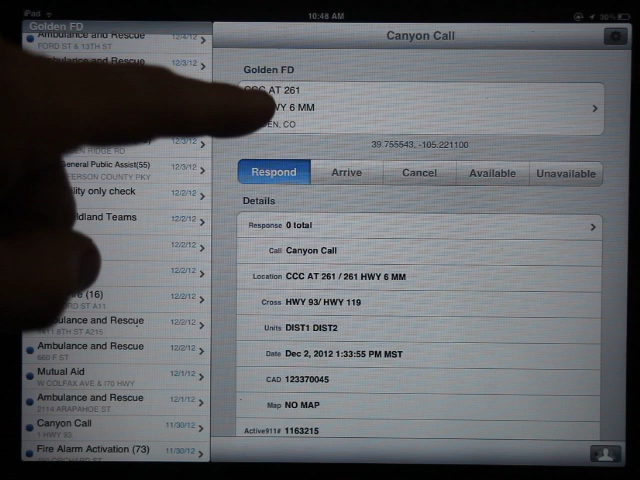 iPad
10:48 AM
Golden FD
Canyon Call
Ambulance and Rescue
12/4/12
FORD ST & 13TH ST
Ambulance and Rescue
12/3/12
12/3/12
RIDGE RD
General Public Assist(55)
12/3/12
JEFFERSON COUNTY PKY
ility only check
12/2/12
ldland Teams
12/2/12
12/2/12
12/2/12
re (16)
12/2/12
RD ST A11
Ambulance and Rescue
12/2/12
1411 8TH ST A215
Ambulance and Rescue
12/2/12
660 F ST
Mutual Aid
12/1/12
W COLFAX AVE & I70 HWY
Ambulance and Rescue
12/1/12
2114 ARAPAHOE ST
Canyon Call
11/30/12
1 HWY 93
Fire Alarm Activation (73)
11/30/12
ORCHARD ST
Golden FD
CCC AT 261
HWY 6 MM
EN, CO
39.755543, -105.221100
Respond Arrive Cancel Available Unavailable
Details
Response 0 total
Call Canyon Call
Location CCC AT 261 / 261 HWY 6 MM
Cross HWY 93/ HWY 119
Units DIST1 DIST2
Date Dec 2, 2012 1:33:55 PM MST
CAD 123370045
Map NO MAP
Active911# 1163215